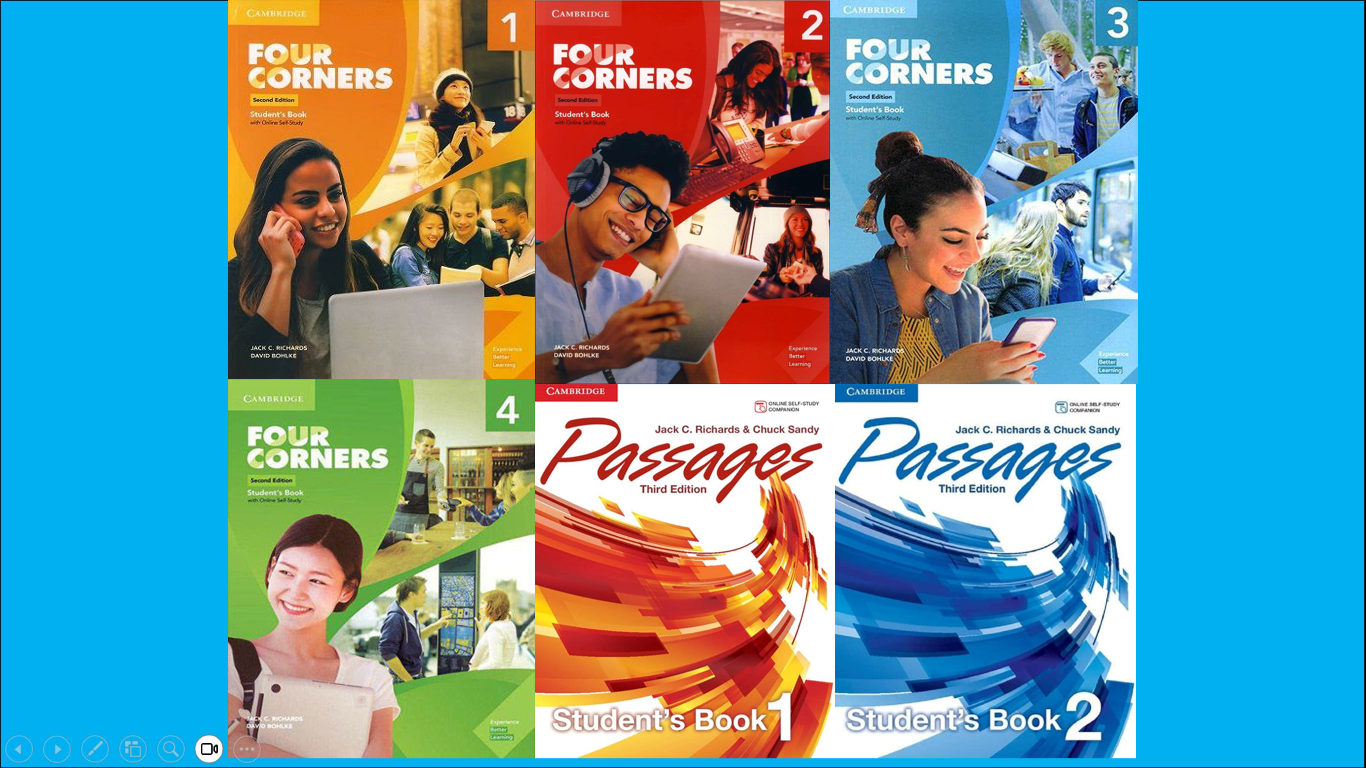 CAMBRIDGE
1
FOUR
CORNERS
Second Edition
Student's Book
with Online Self-Study
JACK C. RICHARDS
DAVID BOHLKE
Experience
Better
Learning
CAMBRIDGE
2
FOUR
CORNERS
Second Edition
Student's Book
with Online Self-Study
JACK C. RICHARDS
DAVID BOHLKE
Experience
Better
Learning
CAMBRIDGE
3
FOUR
CORNERS
Second Edition
Student's Book
with Online Self-Study
JACK C. RICHARDS
DAVID BOHLKE
Experience
Better
Learning
CAMBRIDGE
4
FOUR
CORNERS
Second Edition
Student's Book
with Online Self-Study
JACK C. RICHARDS
DAVID BOHLKE
Experience
Better
Learning
CAMBRIDGE
ONLINE SELF-STUDY
COMPANION
Jack C. Richards & Chuck Sandy
Passages
Third Edition
Student's Book 1
CAMBRIDGE
ONLINE SELF-STUDY
COMPANION
Jack C. Richards & Chuck Sandy
Passages
Third Edition
Student's Book 2